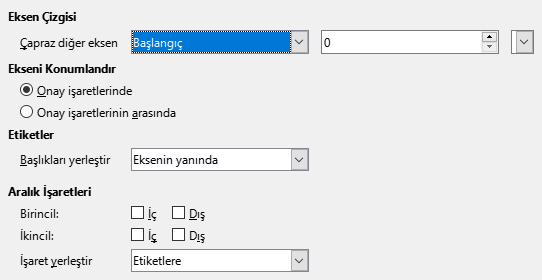 Eksen Çizgisi
Çapraz diğer eksen Başlangıç 0
Ekseni Konumlandır
Onay işaretlerinde
Onay işaretlerinin arasında
Etiketler
Başlıkları yerleştir Eksenin yanında
Aralık İşaretleri
Birincil: İç Dış
İkincil: İç Dış
İşaret yerleştir Etiketlere